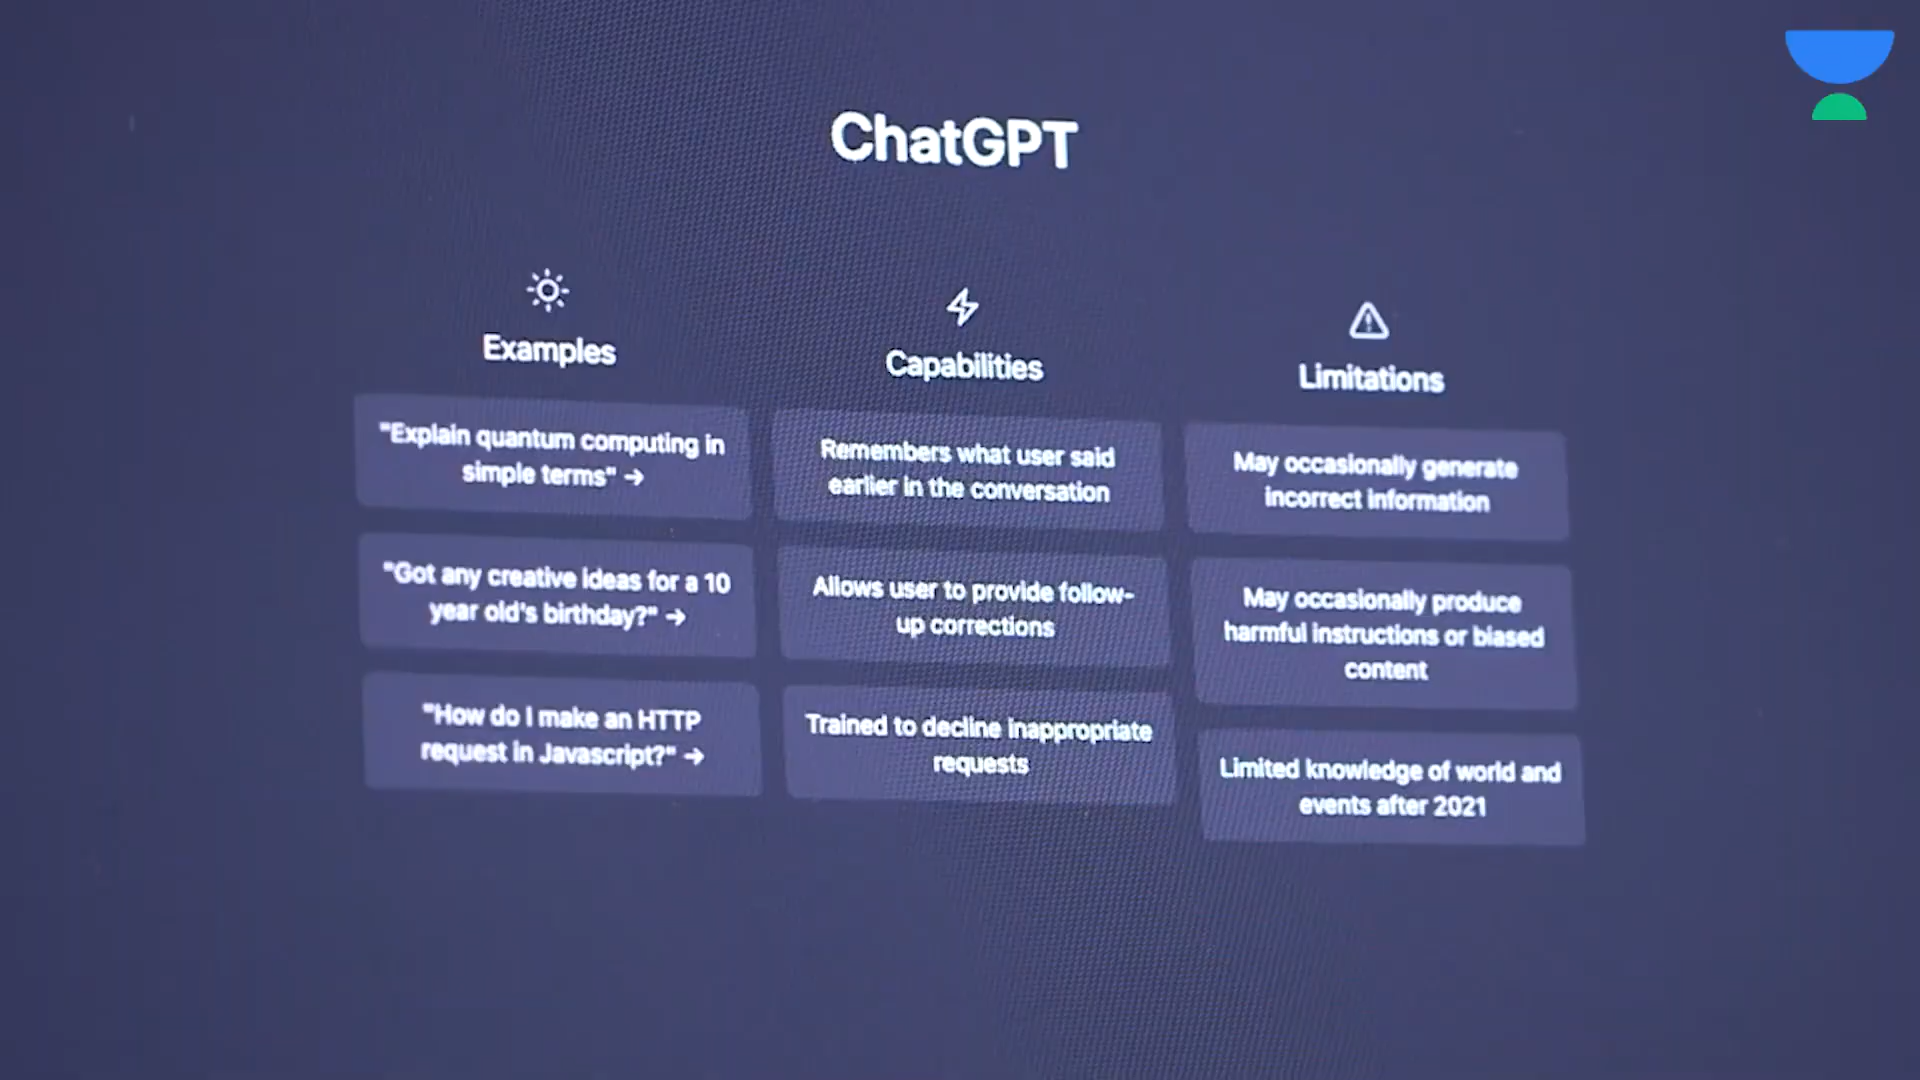 ChatGPT
Examples
"Explain quantum computing in
simple terms" →
"Got any creative ideas for a 10
year old's birthday?" →
"How do I make an HTTP
request in Javascript?" →
Capabilities
Remembers what user said
earlier in the conversation
Allows user to provide follow-
up corrections
Trained to decline inappropriate
requests
Limitations
May occasionally generate
incorrect information
May occasionally produce
harmful instructions or biased
content
Limited knowledge of world and
events after 2021